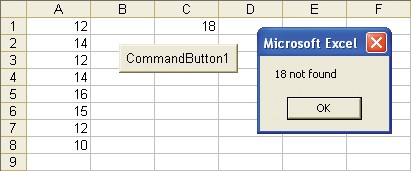 A B C D E F
1 12 18
2 14
3 12
4 14
5 16
6 15
7 12
8 10
9
CommandButton1
Microsoft Excel
18 not found
OK